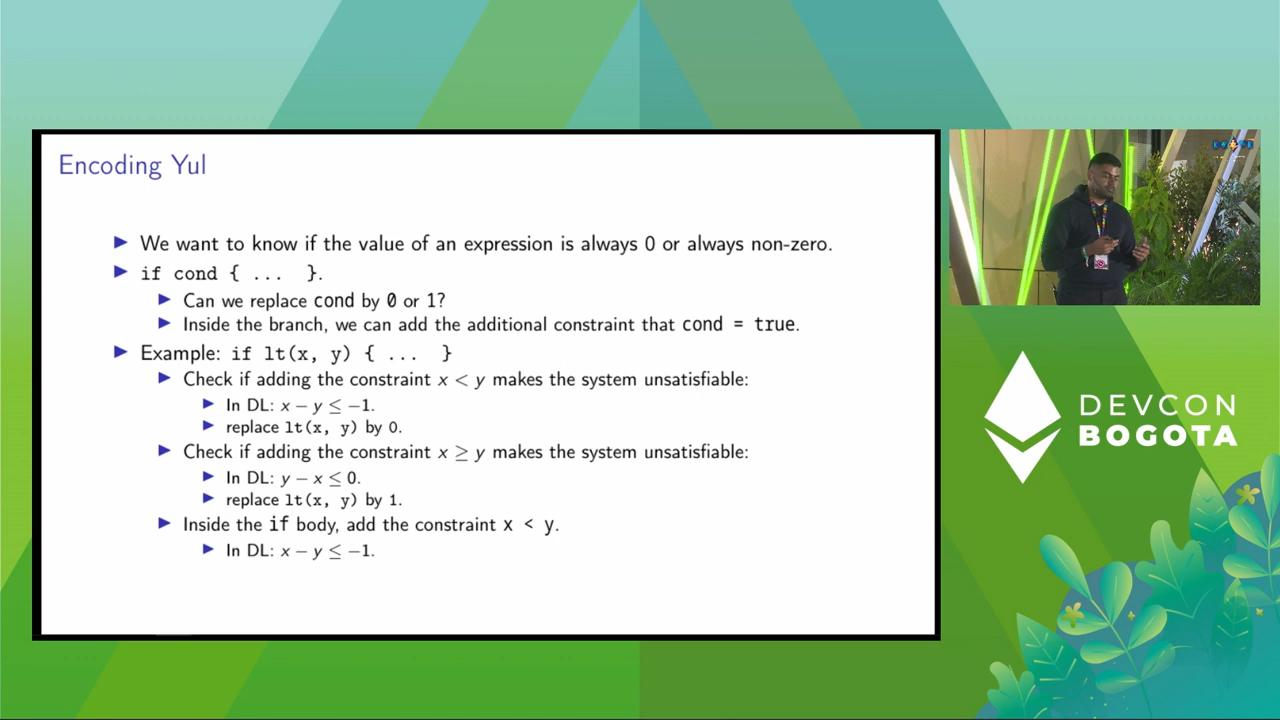 Encoding Yul
▶ We want to know if the value of an expression is always 0 or always non-zero.
▶ if cond { ... }.
▶ Can we replace cond by 0 or 1?
▶ Inside the branch, we can add the additional constraint that cond = true.
▶ Example: if lt(x, y) { ... }
▶ Check if adding the constraint x < y makes the system unsatisfiable:
▶ In DL: x − y ≤ −1.
▶ replace lt(x, y) by 0.
▶ Check if adding the constraint x ≥ y makes the system unsatisfiable:
▶ In DL: y − x ≤ 0.
▶ replace lt(x, y) by 1.
▶ Inside the if body, add the constraint x < y.
▶ In DL: x − y ≤ −1.
DEVCON
BOGOTA